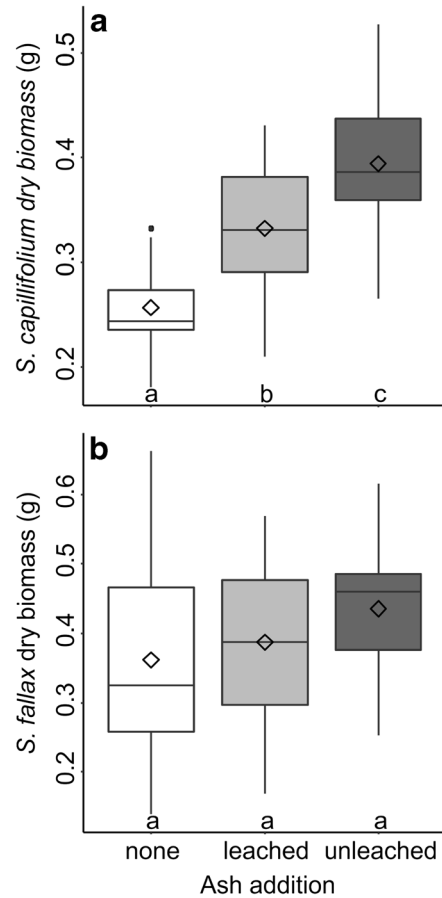 a
S. capillifolium dry biomass (g)
0.5
0.4
0.3
0.2
a b c
b
S. fallax dry biomass (g)
0.6
0.5
0.4
0.3
0.2
a a a
none leached unleached
Ash addition